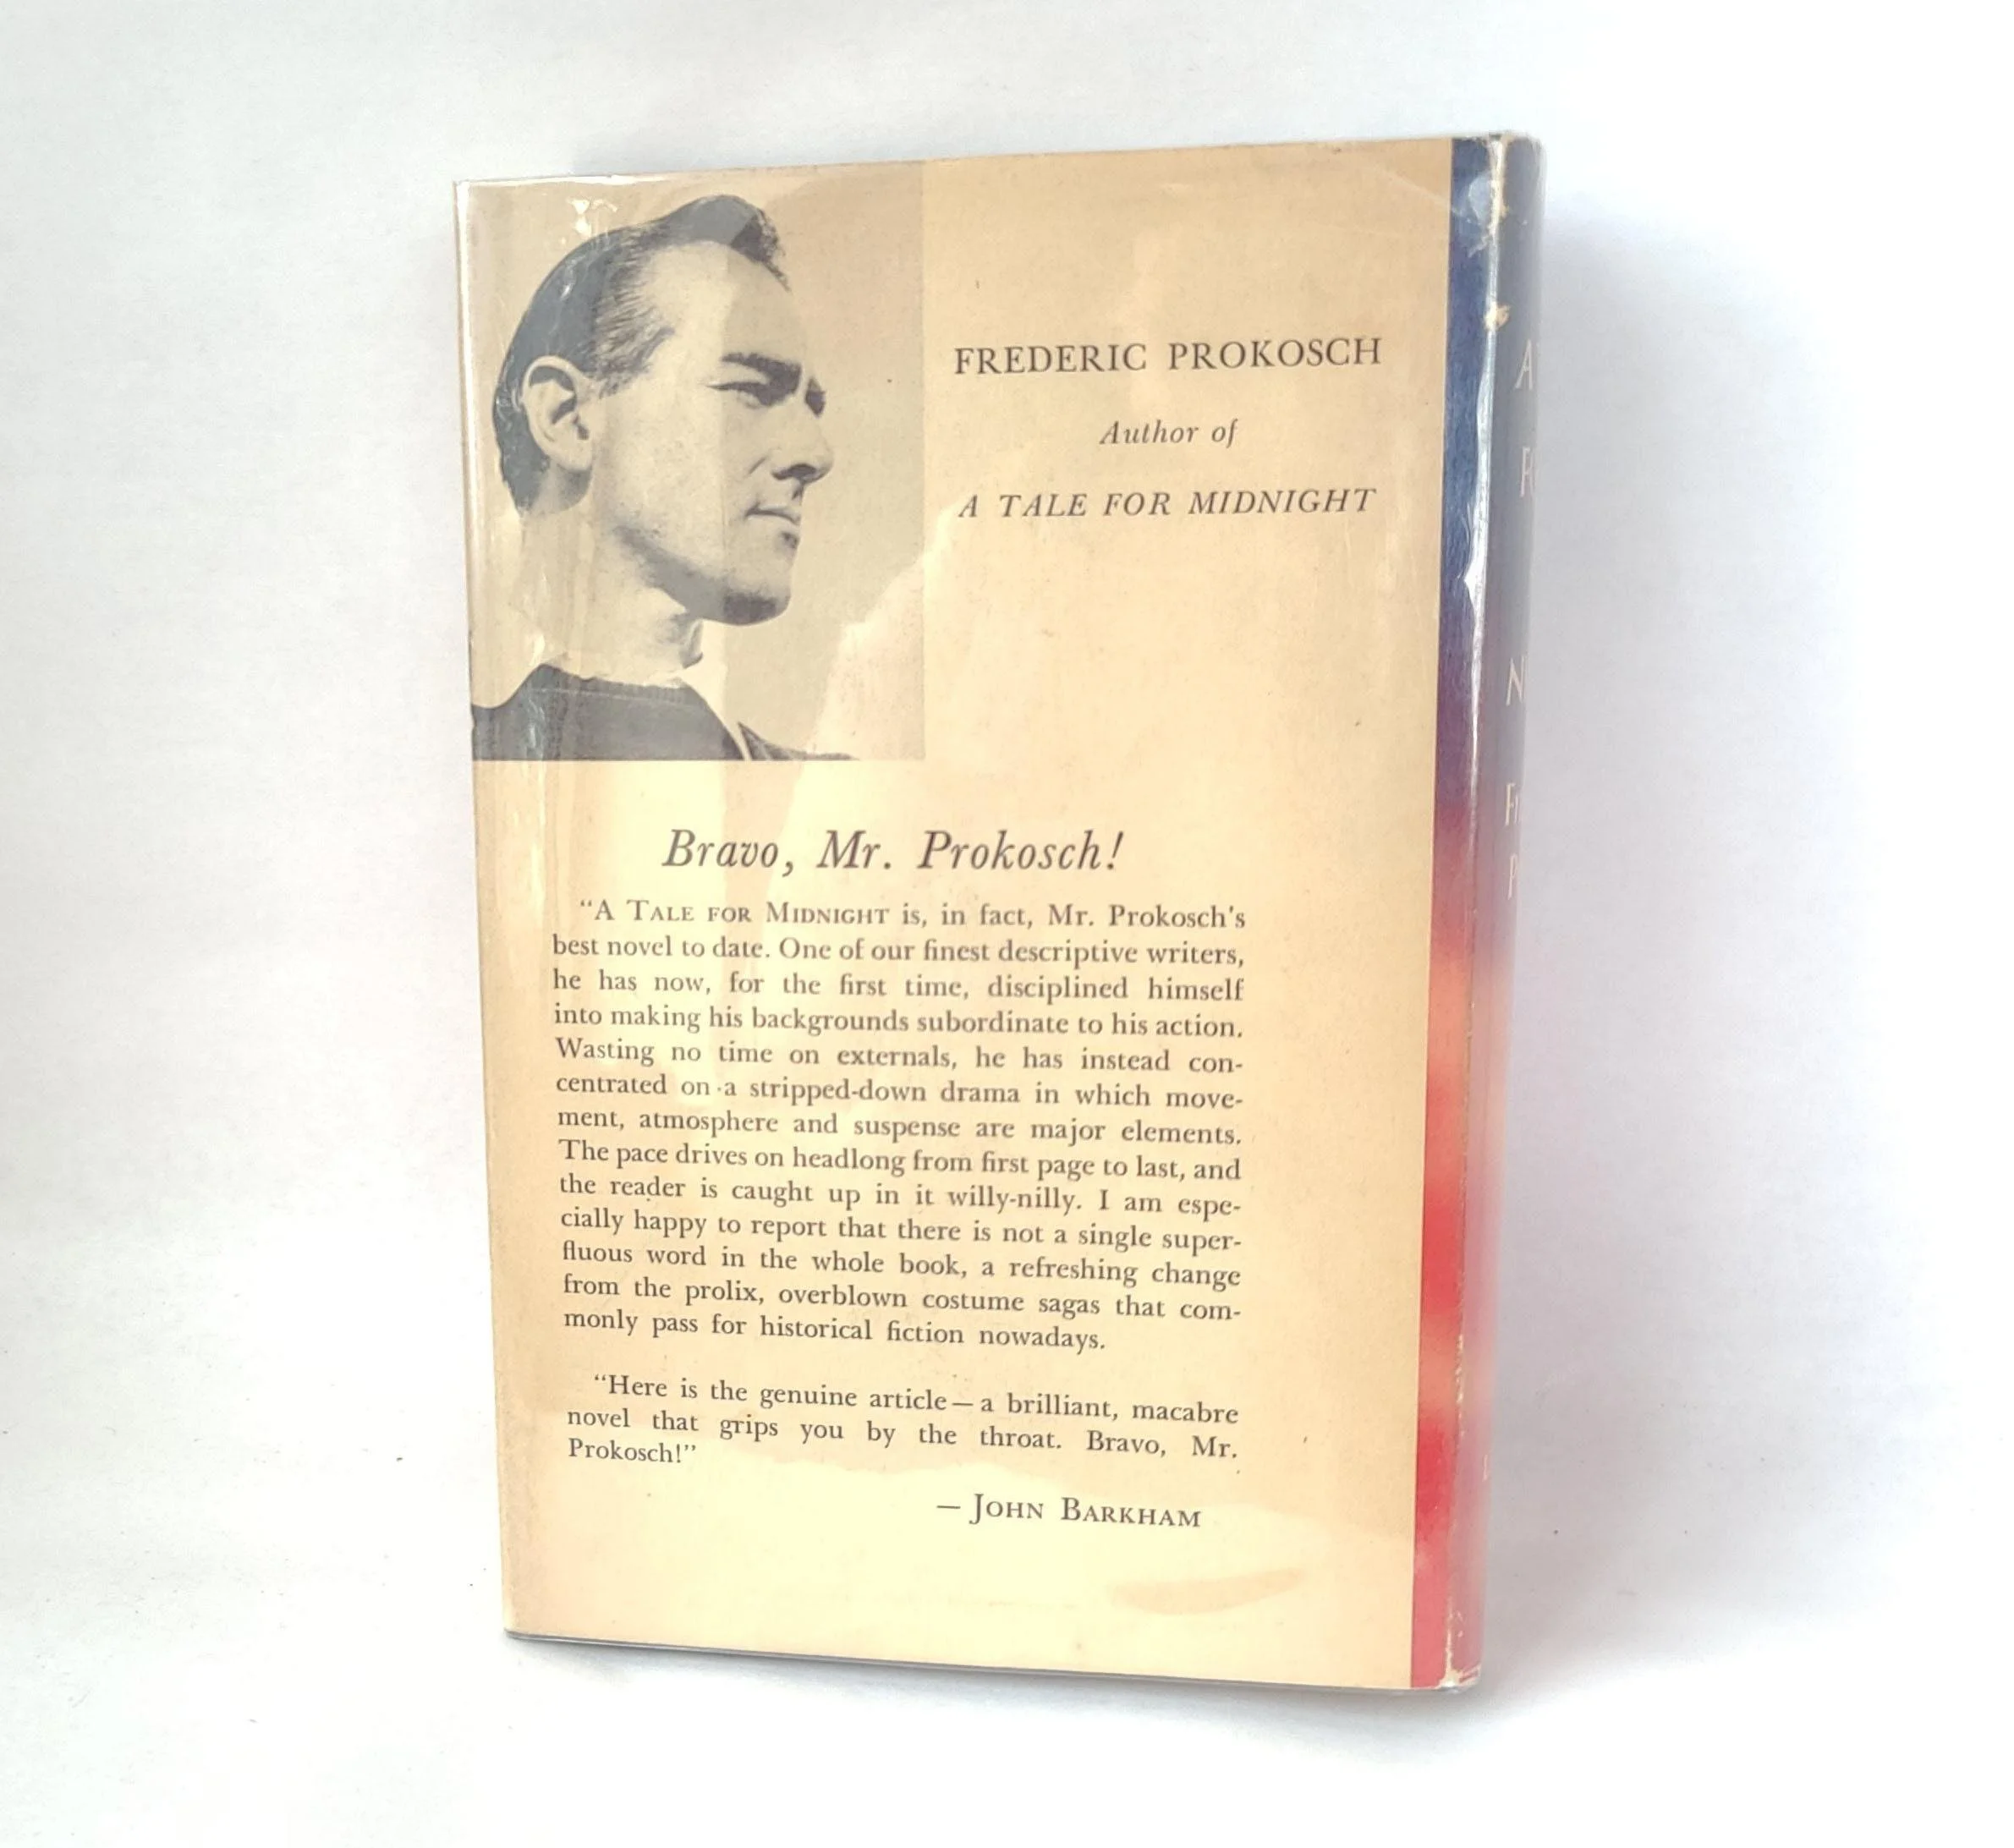 FREDERIC PROKOSCH
Author of
A TALE FOR MIDNIGHT
Bravo, Mr. Prokosch!
"A TALE FOR MIDNIGHT is, in fact, Mr. Prokosch's
best novel to date. One of our finest descriptive writers,
he has now, for the first time, disciplined himself
into making his backgrounds subordinate to his action.
Wasting no time on externals, he has instead con-
centrated on a stripped-down drama in which move-
ment, atmosphere and suspense are major elements.
The pace drives on headlong from first page to last, and
the reader is caught up in it willy-nilly. I am espe-
cially happy to report that there is not a single super-
fluous word in the whole book, a refreshing change
from the prolix, overblown costume sagas that com-
monly pass for historical fiction nowadays.
"Here is the genuine article—a brilliant, macabre
novel that grips you by the throat. Bravo, Mr.
Prokosch!"
— JOHN BARKHAM